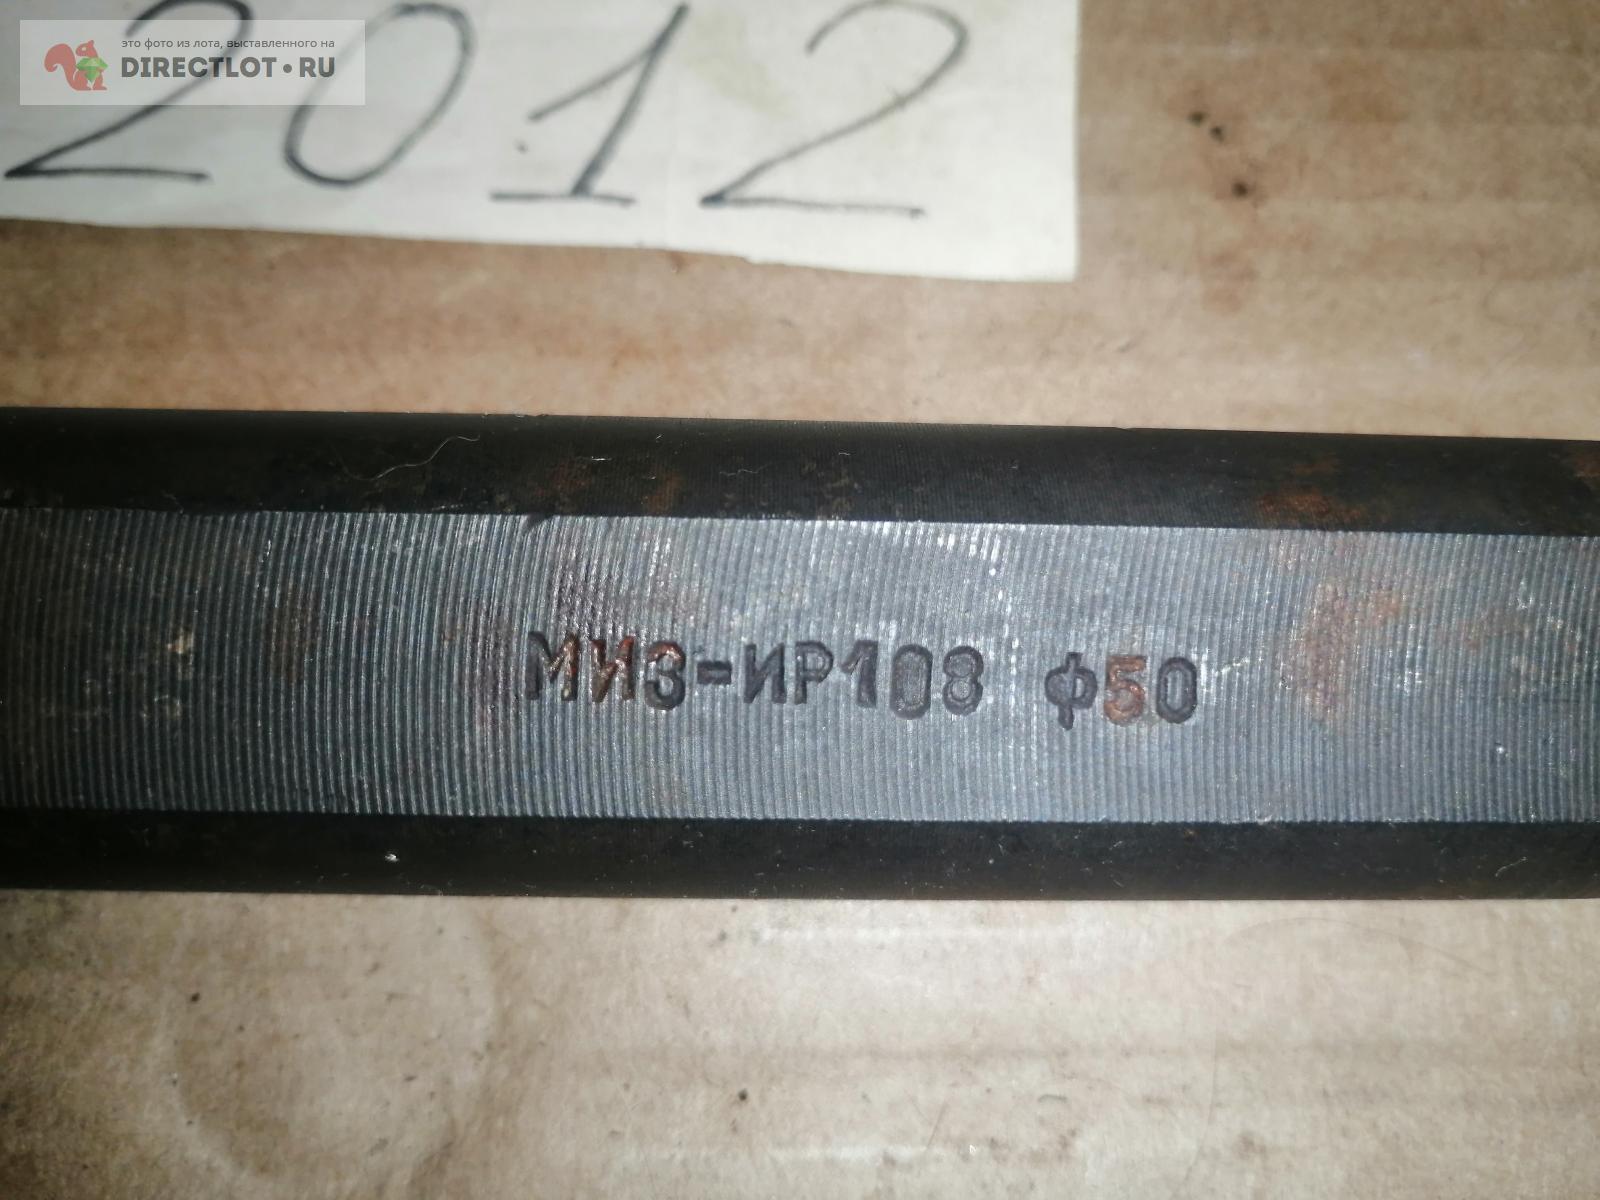 это фото из лота, выставленного на
DIRECTLOT•RU
2012
МИЗ-ИР108 ф50